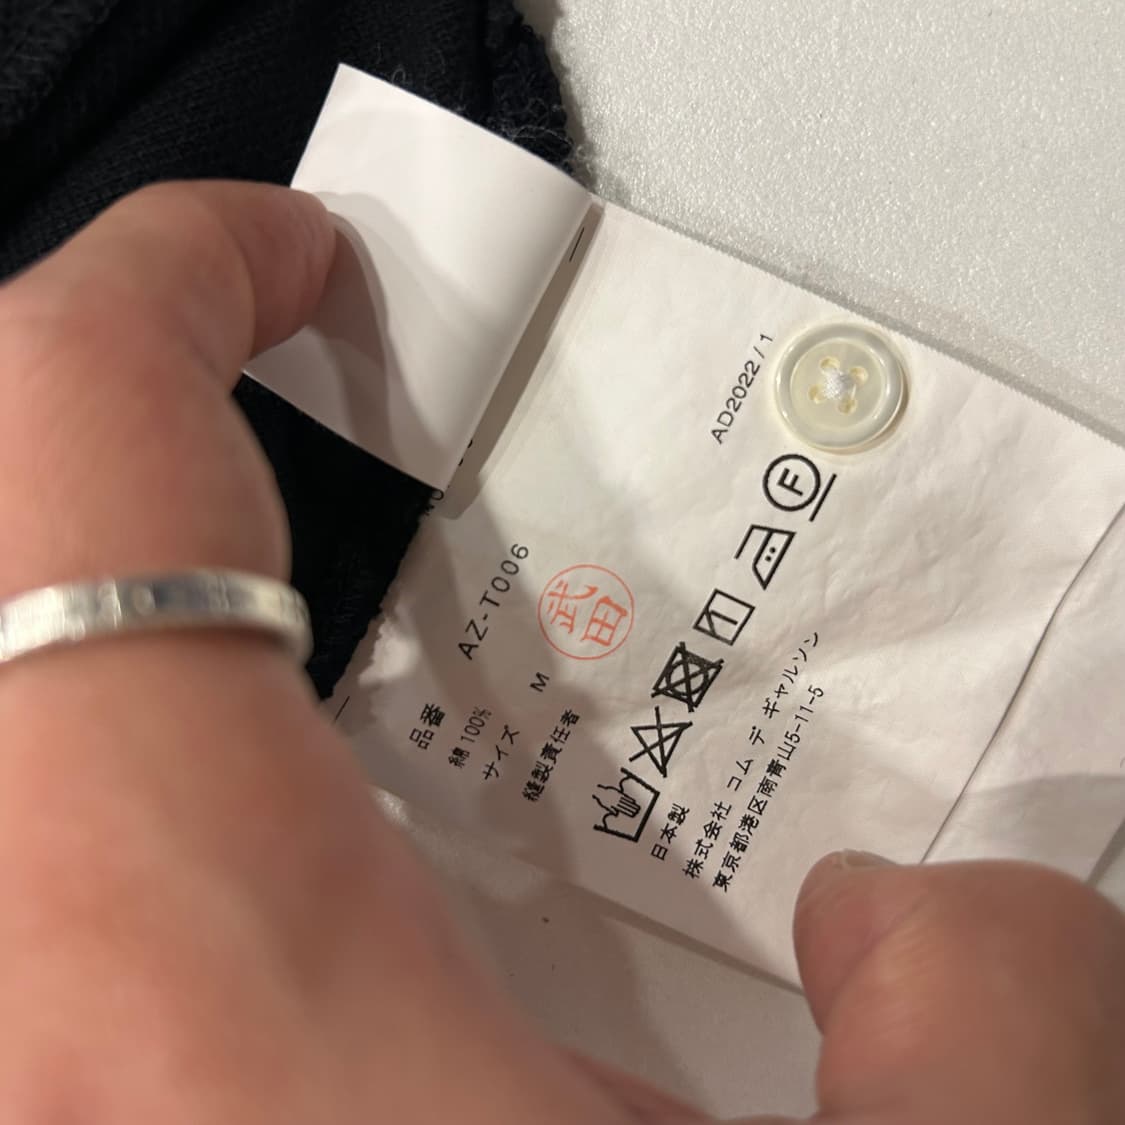 品番 AZ-T006
綿 100%
サイズ M
縫製責任者 武田
日本製
株式会社 コム デ ギャルソン
東京都港区南青山5-11-5
F
AD2022 / 1